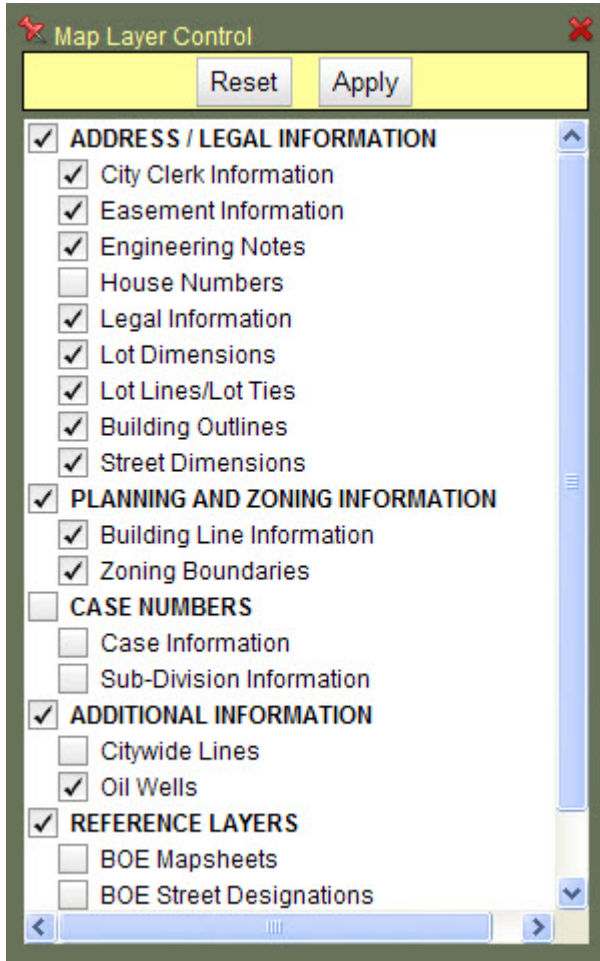 Map Layer Control
Reset Apply
ADDRESS / LEGAL INFORMATION
City Clerk Information
Easement Information
Engineering Notes
House Numbers
Legal Information
Lot Dimensions
Lot Lines/Lot Ties
Building Outlines
Street Dimensions
PLANNING AND ZONING INFORMATION
Building Line Information
Zoning Boundaries
CASE NUMBERS
Case Information
Sub-Division Information
ADDITIONAL INFORMATION
Citywide Lines
Oil Wells
REFERENCE LAYERS
BOE Mapsheets
BOE Street Designations